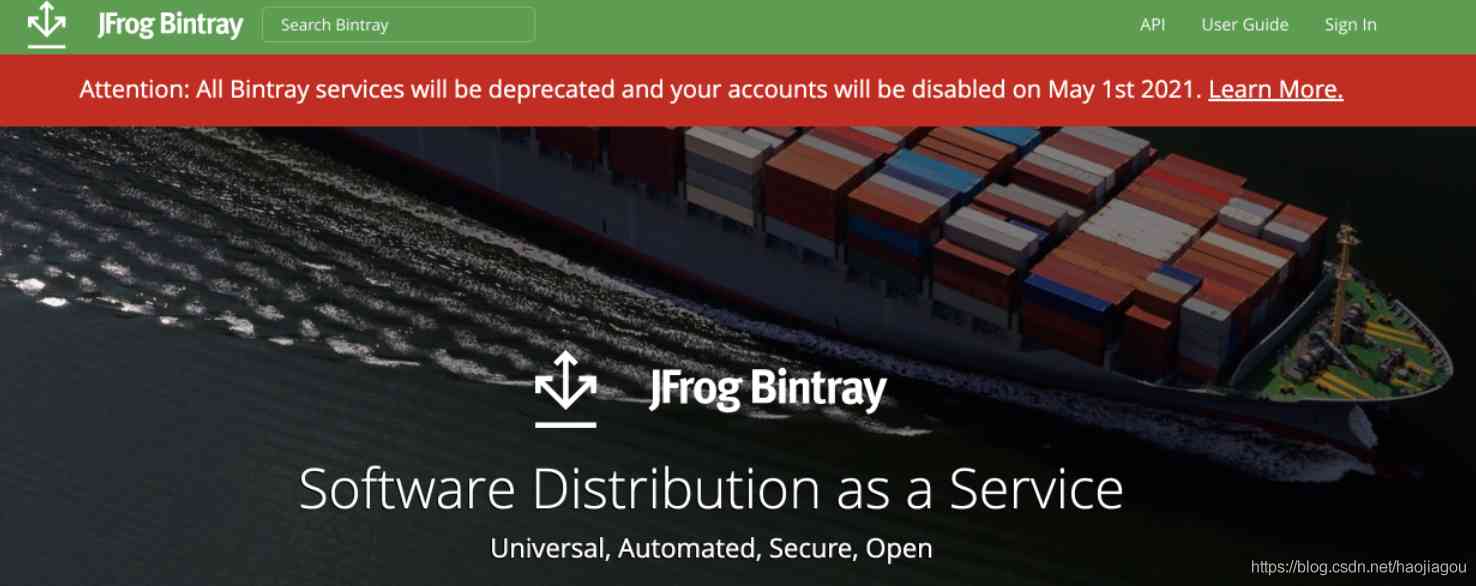 JFrog Bintray
Search Bintray
API
User Guide
Sign In
Attention: All Bintray services will be deprecated and your accounts will be disabled on May 1st 2021. Learn More.
JFrog Bintray
Software Distribution as a Service
Universal, Automated, Secure, Open
https://blog.csdn.net/haojiagou